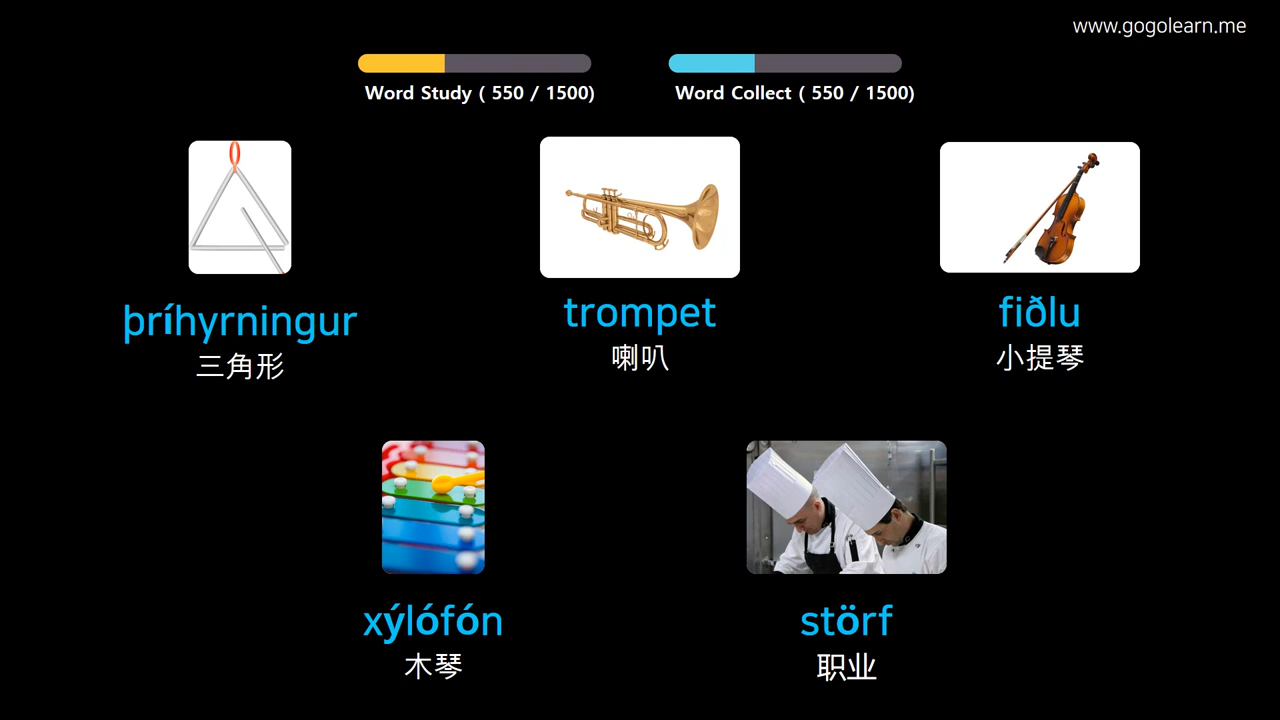 www.gogolearn.me
Word Study ( 550 / 1500)
Word Collect ( 550 / 1500)
þríhyrningur
三角形
trompet
喇叭
fiðlu
小提琴
xýlófón
木琴
störf
职业